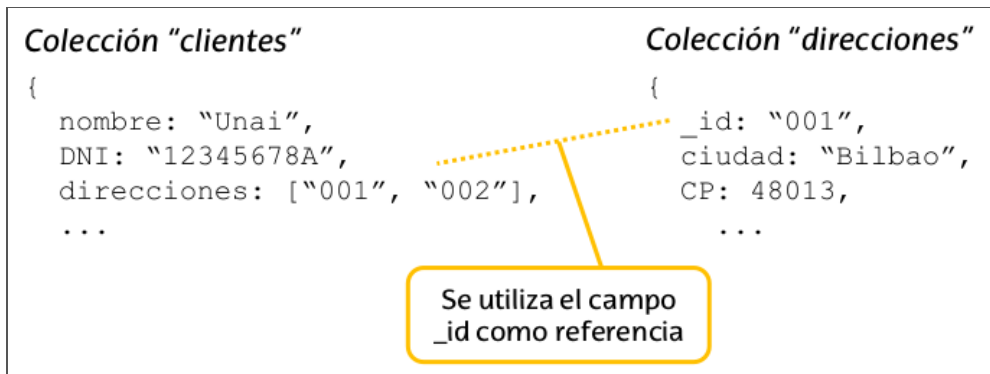 Colección “clientes”
{
nombre: “Unai”,
DNI: “12345678A”,
direcciones: [“001”, “002”],
...
Colección “direcciones”
{
_id: “001”,
ciudad: “Bilbao”,
CP: 48013,
...
Se utiliza el campo
_id como referencia